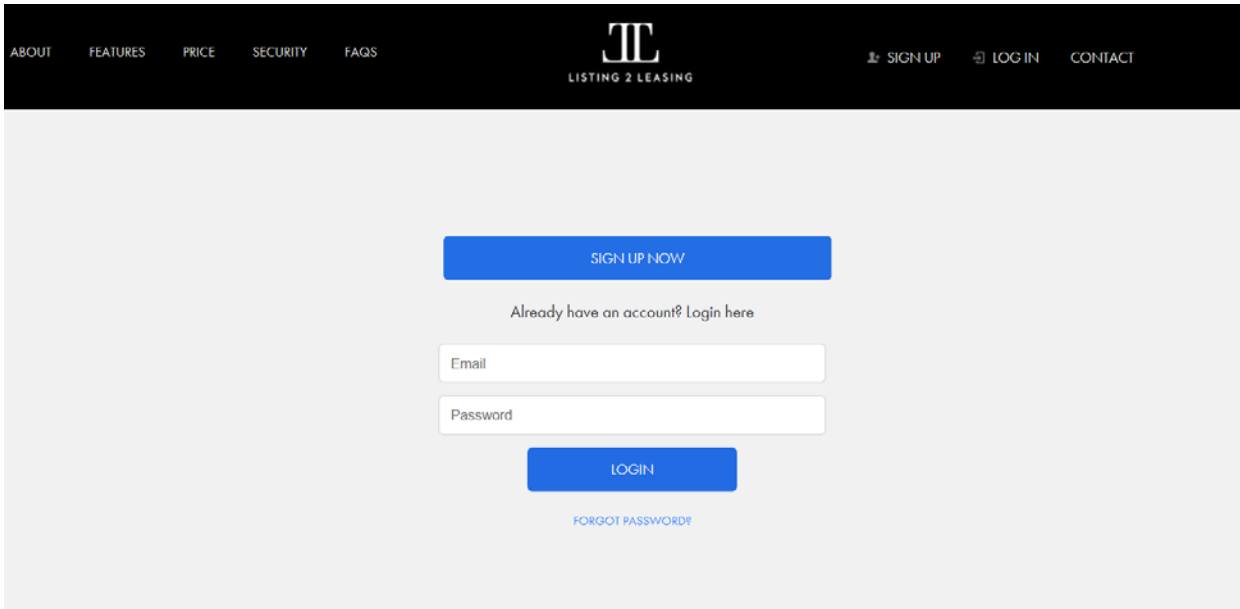 ABOUT FEATURES PRICE SECURITY FAQS
LISTING 2 LEASING
SIGN UP LOG IN CONTACT
SIGN UP NOW
Already have an account? Login here
Email
Password
LOGIN
FORGOT PASSWORD?